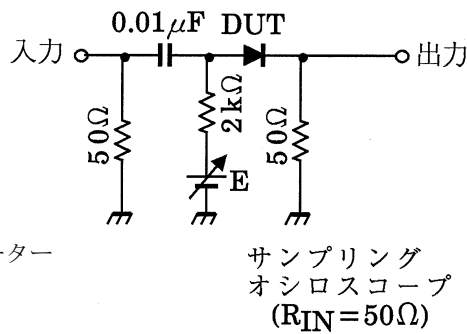 0.01μF DUT
入力
出力
50Ω
2kΩ
50Ω
E
ーター
サンプリング
オシロスコープ
(RIN=50Ω)